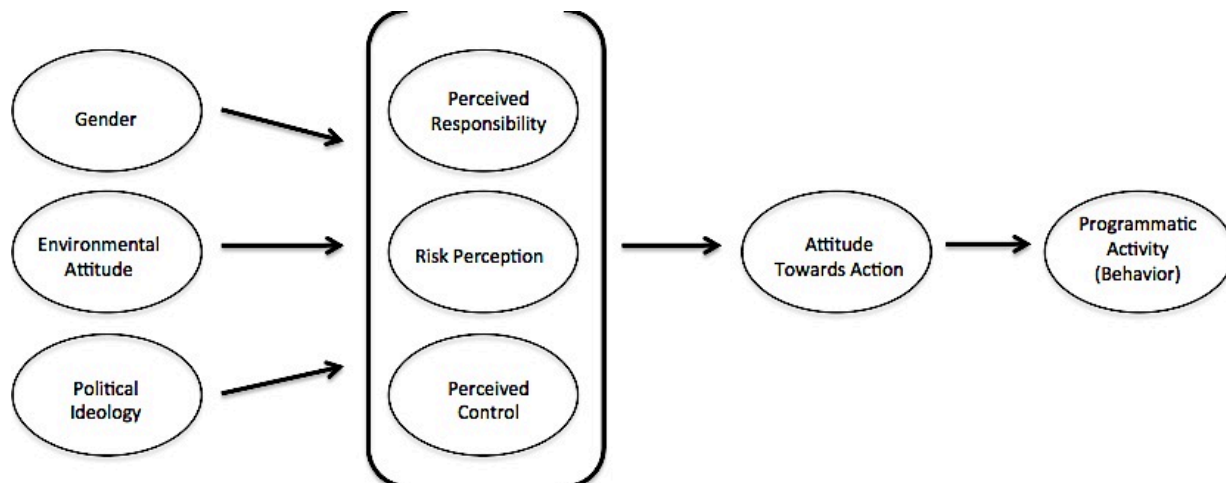 Gender
Environmental
Attitude
Political
Ideology
Perceived
Responsibility
Risk Perception
Perceived
Control
Attitude
Towards Action
Programmatic
Activity
(Behavior)